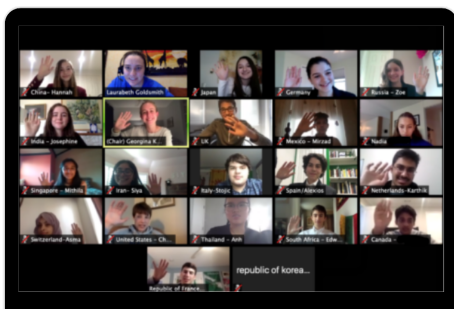 China- Hannah
Laurabeth Goldsmith
Japan
Germany
Russia - Zoe
India - Josephine
(Chair) Georgina K...
UK
Mexico - Mirzad
Nadia
Singapore - Mithila
Iran- Siya
Italy-Stojic
Spain/Alexios
Netherlands-Karthik
Switzerland-Asma
United States - Ch...
Thailand - Anh
South Africa - Edw...
Canada -
Republic of France...
republic of korea...